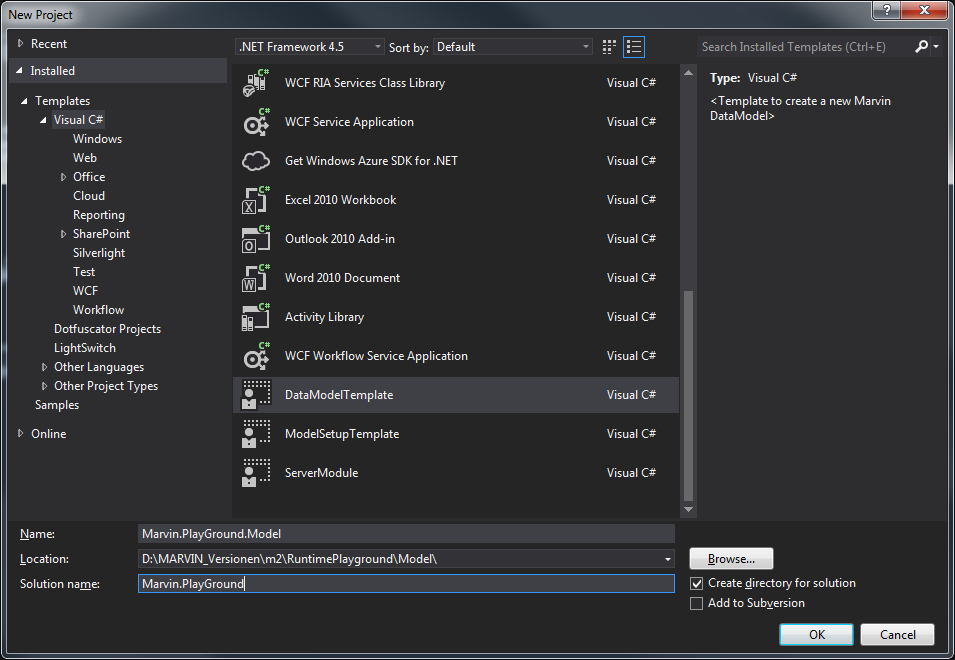 New Project
?
x
Recent
Installed
Templates
Visual C#
Windows
Web
Office
Cloud
Reporting
SharePoint
Silverlight
Test
WCF
Workflow
Dotfuscator Projects
LightSwitch
Other Languages
Other Project Types
Samples
Online
.NET Framework 4.5 Sort by: Default
C# WCF RIA Services Class Library Visual C#
C# WCF Service Application Visual C#
Get Windows Azure SDK for .NET Visual C#
C# X Excel 2010 Workbook Visual C#
C# O Outlook 2010 Add-in Visual C#
C# W Word 2010 Document Visual C#
C# Activity Library Visual C#
C# WCF Workflow Service Application Visual C#
DataModelTemplate Visual C#
ModelSetupTemplate Visual C#
ServerModule Visual C#
Search Installed Templates (Ctrl+E)
Type: Visual C#
<Template to create a new Marvin
DataModel>
Name: Marvin.PlayGround.Model
Location: D:\MARVIN_Versionen\m2\RuntimePlayground\Model\ Browse...
Solution name: Marvin.PlayGround Create directory for solution
Add to Subversion
OK Cancel